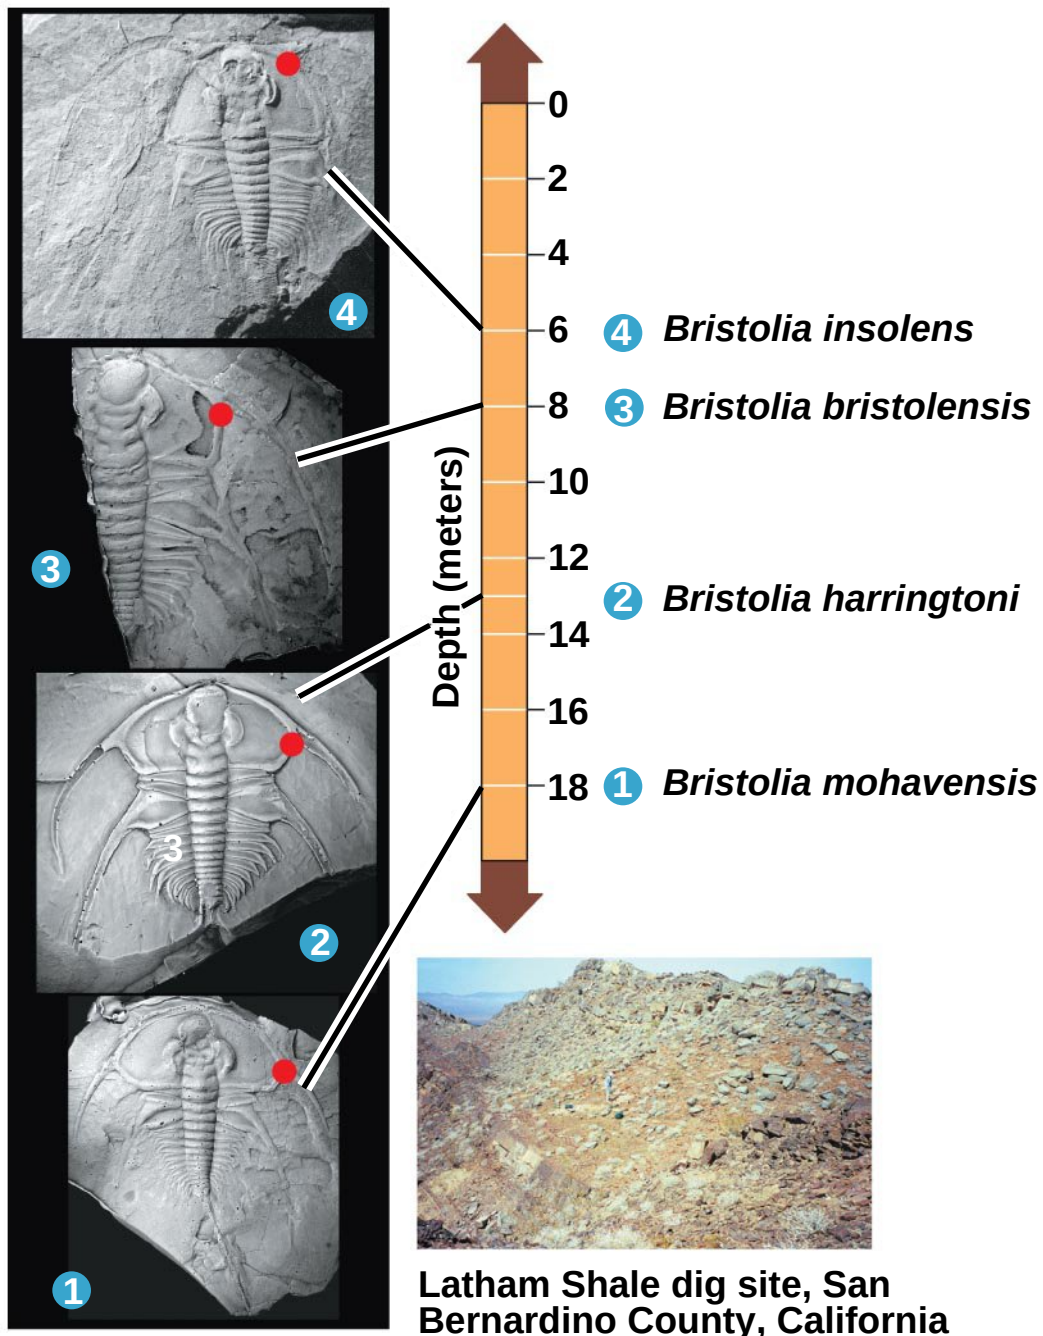 4
3
3
2
1
0
2
4
6
8
10
12
14
16
18
Depth (meters)
4 Bristolia insolens
3 Bristolia bristolensis
2 Bristolia harringtoni
1 Bristolia mohavensis
Latham Shale dig site, San
Bernardino County, California